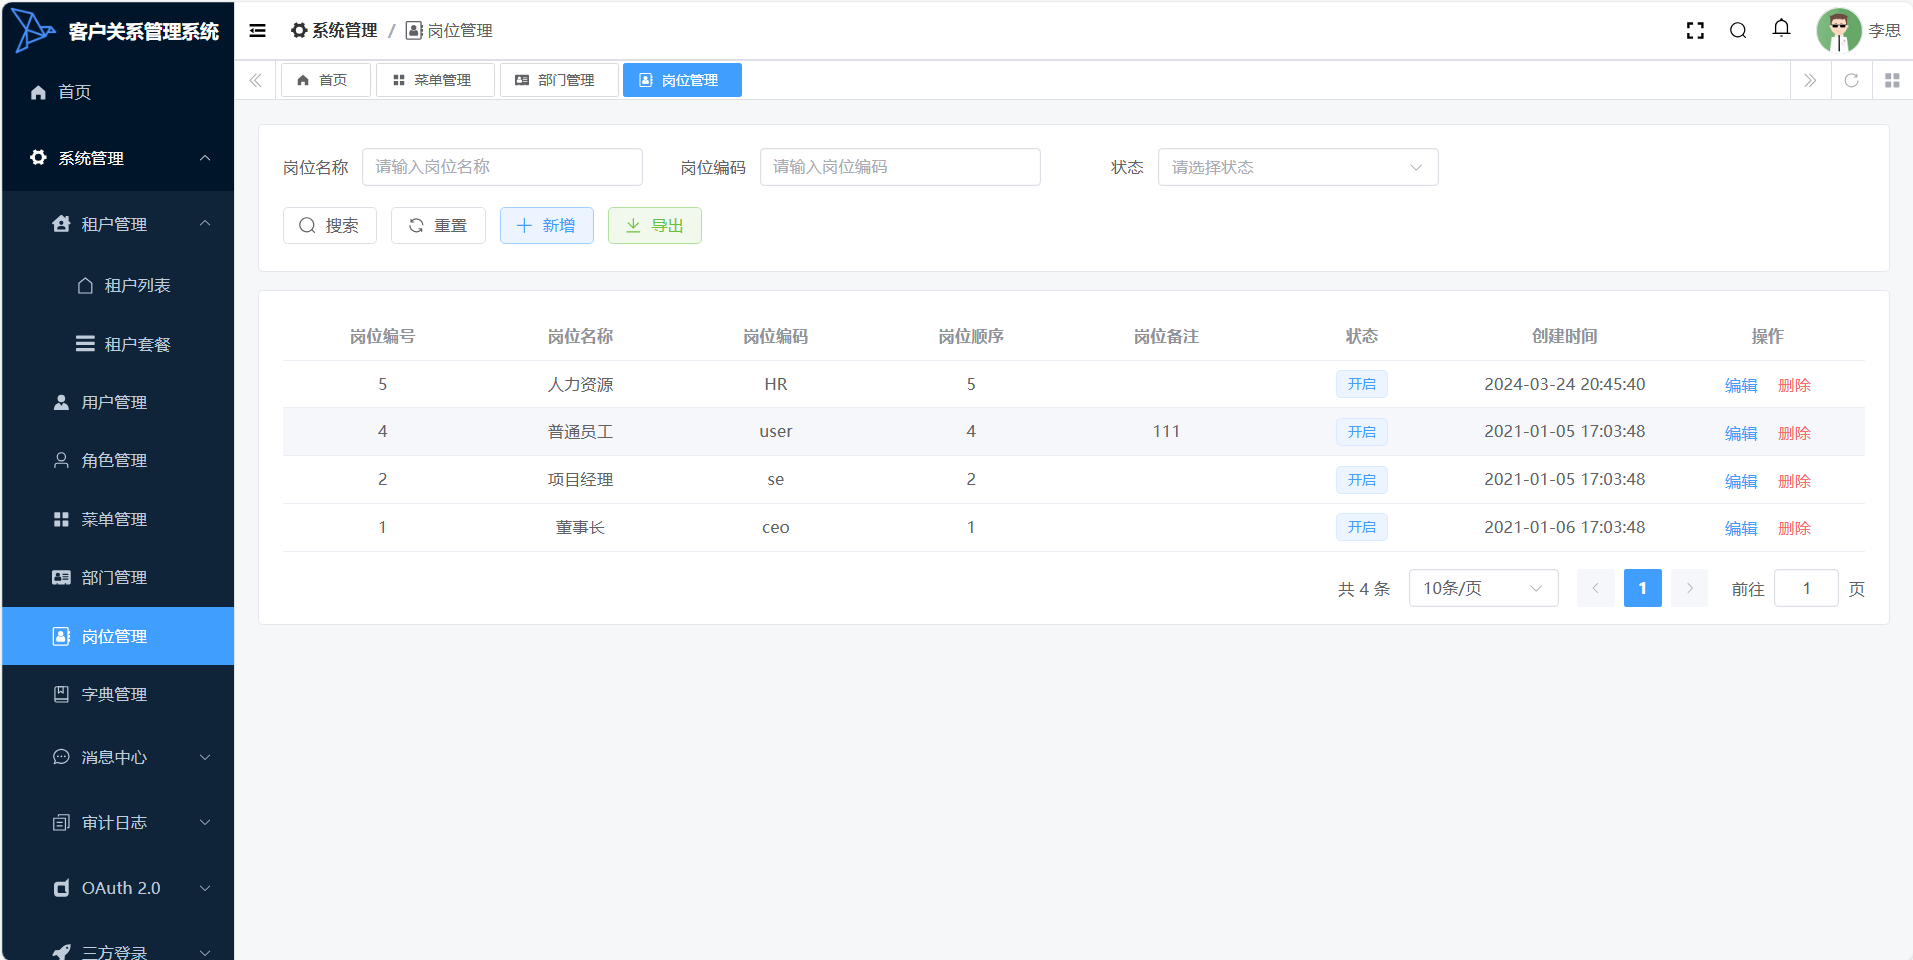 客户关系管理系统
系统管理 / 岗位管理
李思
首页
菜单管理
部门管理
岗位管理
首页
系统管理
租户管理
租户列表
租户套餐
用户管理
角色管理
菜单管理
部门管理
岗位管理
字典管理
消息中心
审计日志
OAuth 2.0
三方登录
岗位名称 请输入岗位名称 岗位编码 请输入岗位编码 状态 请选择状态
搜索 重置 新增 导出
岗位编号 岗位名称 岗位编码 岗位顺序 岗位备注 状态 创建时间 操作
5 人力资源 HR 5 开启 2024-03-24 20:45:40 编辑 删除
4 普通员工 user 4 111 开启 2021-01-05 17:03:48 编辑 删除
2 项目经理 se 2 开启 2021-01-05 17:03:48 编辑 删除
1 董事长 ceo 1 开启 2021-01-06 17:03:48 编辑 删除
共 4 条 10条/页 1 前往 1 页